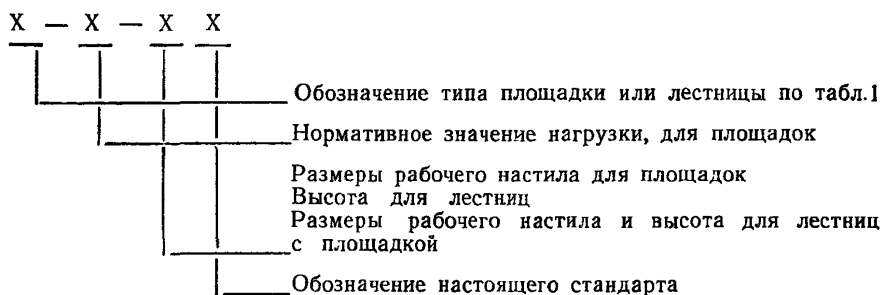 X — X — X X
Обозначение типа площадки или лестницы по табл.1
Нормативное значение нагрузки, для площадок
Размеры рабочего настила для площадок
Высота для лестниц
Размеры рабочего настила и высота для лестниц
с площадкой
Обозначение настоящего стандарта